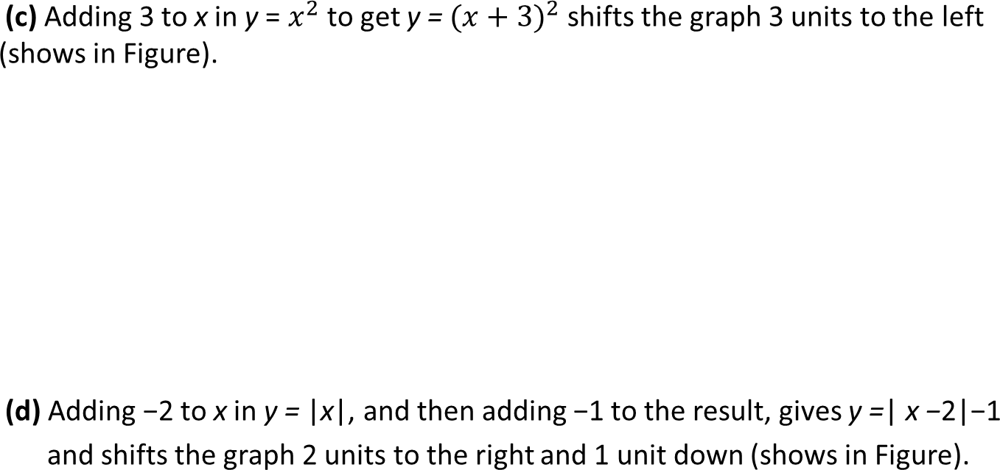 (c) Adding 3 to x in y = x² to get y = (x + 3)² shifts the graph 3 units to the left
(shows in Figure).
(d) Adding −2 to x in y = |x|, and then adding −1 to the result, gives y =| x −2|−1
and shifts the graph 2 units to the right and 1 unit down (shows in Figure).